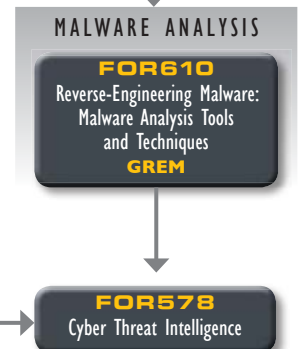 MALWARE ANALYSIS
FOR610
Reverse-Engineering Malware:
Malware Analysis Tools
and Techniques
GREM
FOR578
Cyber Threat Intelligence